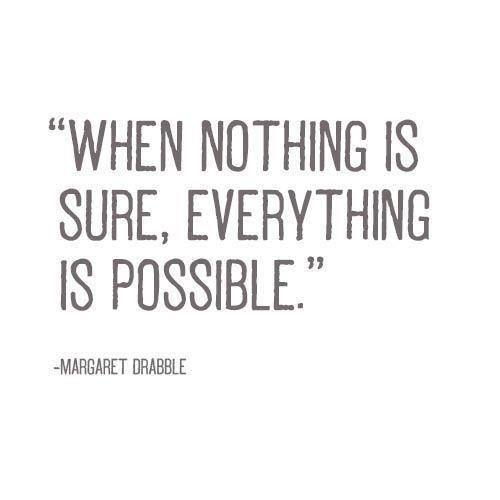 “WHEN NOTHING IS
SURE, EVERYTHING
IS POSSIBLE.”
-MARGARET DRABBLE